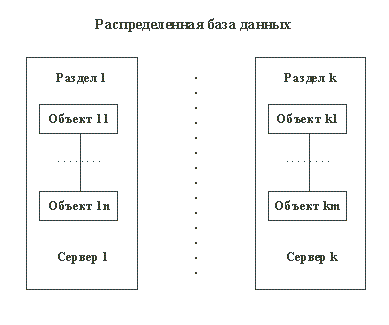 Распределенная база данных
Раздел 1
Объект 11
. . . . . . . .
Объект 1n
Сервер 1
Раздел k
Объект k1
. . . . . . . .
Объект km
Сервер k